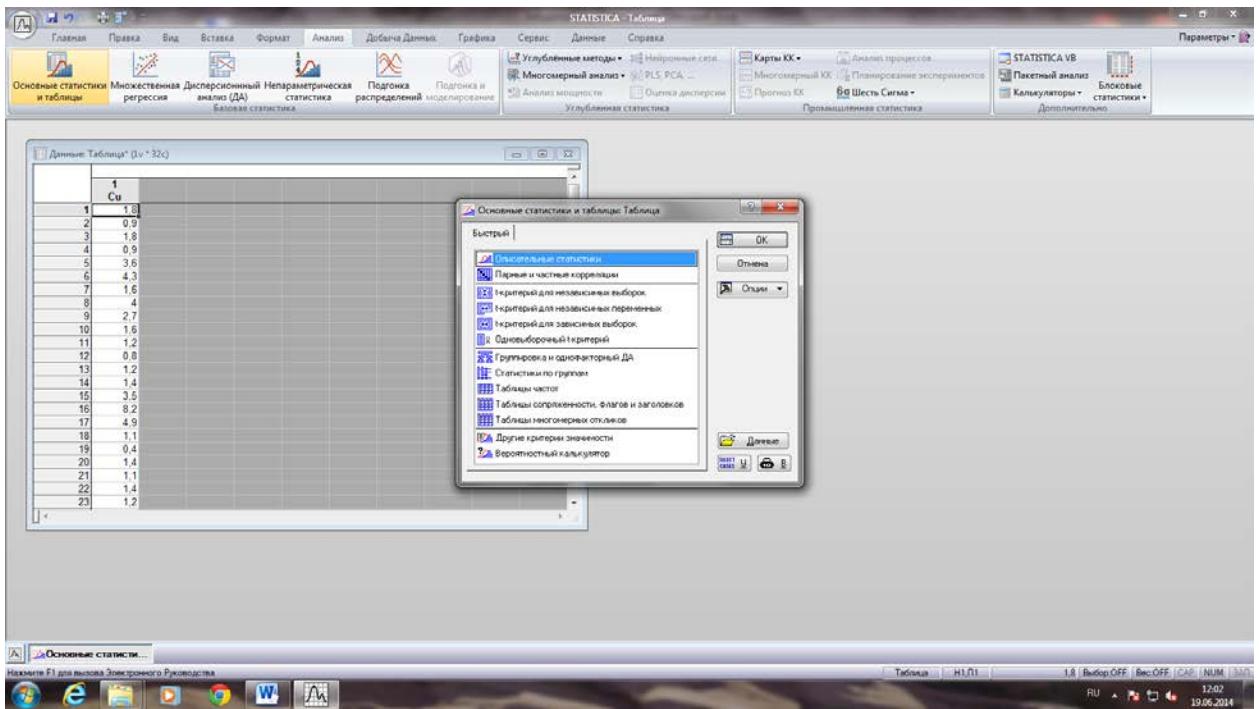 STATISTICA - Таблица
Главная Правка Вид Вставка Формат Анализ Добыча Данных Графика Сервис Данные Справка Параметры
Основные статистики и таблицы
Множественная регрессия
Дисперсионный анализ (ДА)
Непараметрическая статистика
Подгонка распределений
Подгонка и моделирование
Базовая статистика
Углублённые методы
Многомерный анализ
Анализ мощности
Нейронные сети
PLS, PCA, ...
Оценка дисперсии
Углубленная статистика
Карты КК
Многомерный КК
Прогноз КК
Анализ процессов
Планирование экспериментов
6σ Шесть Сигма
Промышленная статистика
STATISTICA VB
Пакетный анализ
Калькуляторы
Блоковые статистики
Дополнительно
Данные: Таблица* (1v * 32c)
1
Cu
1 1,8
2 0,9
3 1,8
4 0,9
5 3,6
6 4,3
7 1,6
8 4
9 2,7
10 1,6
11 1,2
12 0,8
13 1,2
14 1,4
15 3,5
16 8,2
17 4,9
18 1,1
19 0,4
20 1,4
21 1,1
22 1,4
23 1,2
Основные статистики и таблицы: Таблица
Быстрый
Описательные статистики
Парные и частные корреляции
t-критерий для независимых выборок
t-критерий для независимых переменных
t-критерий для зависимых выборок
Одновыборочный t-критерий
Группировка и однофакторный ДА
Статистики по группам
Таблицы частот
Таблицы сопряженности, флагов и заголовков
Таблицы многомерных откликов
Другие критерии значимости
Вероятностный калькулятор
OK
Отмена
Опции
Данные
SELECT CASES
W
Основные статисти...
Нажмите F1 для вызова Электронного Руководства
Таблица Н1,П1 1,8 Выбор:OFF Вес:OFF CAP NUM ЗАП
RU 12:02
19.06.2014